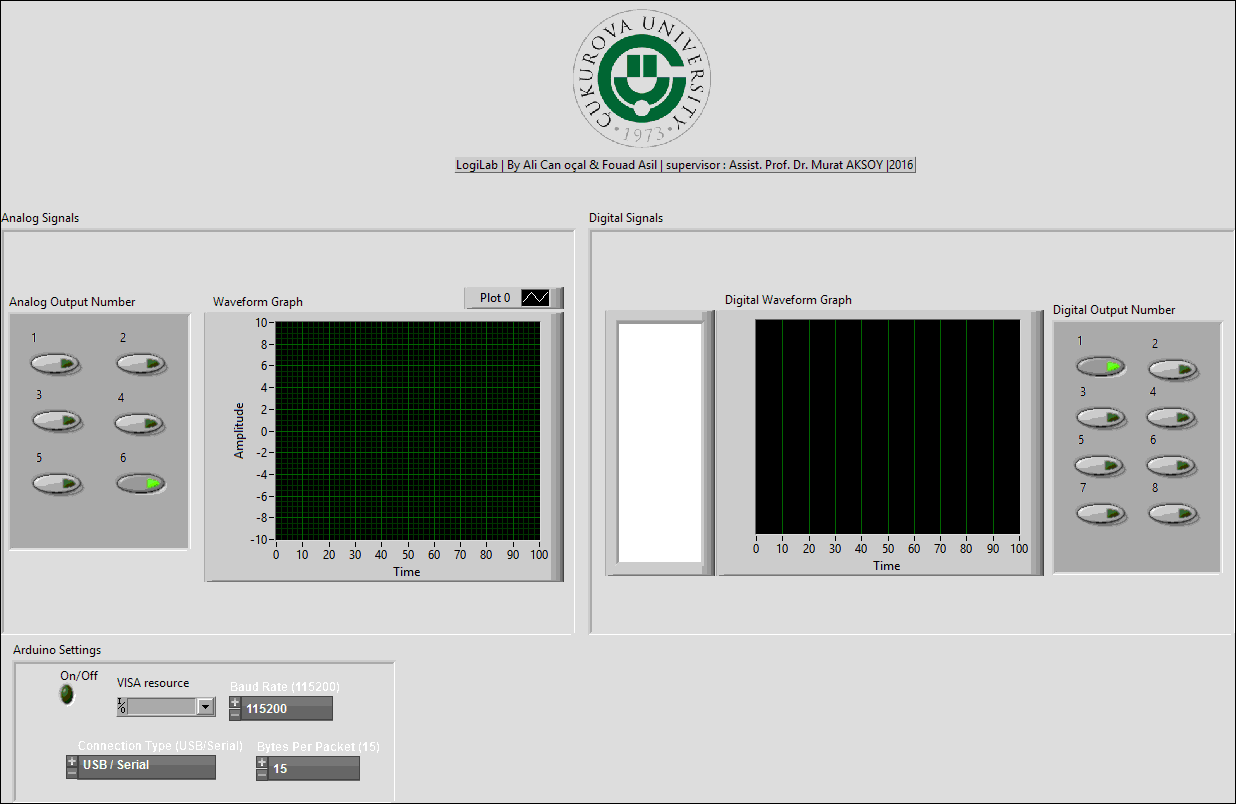 ÇUKUROVA UNIVERSITY
• 1973 •
LogiLab | By Ali Can oçal & Fouad Asil | supervisor : Assist. Prof. Dr. Murat AKSOY |2016
Analog Signals
Analog Output Number
1 2
3 4
5 6
Waveform Graph
Plot 0
Amplitude
10
8
6
4
2
0
-2
-4
-6
-8
-10
0 10 20 30 40 50 60 70 80 90 100
Time
Digital Signals
Digital Waveform Graph
0 10 20 30 40 50 60 70 80 90 100
Time
Digital Output Number
1 2
3 4
5 6
7 8
Arduino Settings
On/Off
VISA resource
I/0
Baud Rate (115200)
115200
Connection Type (USB/Serial)
USB / Serial
Bytes Per Packet (15)
15